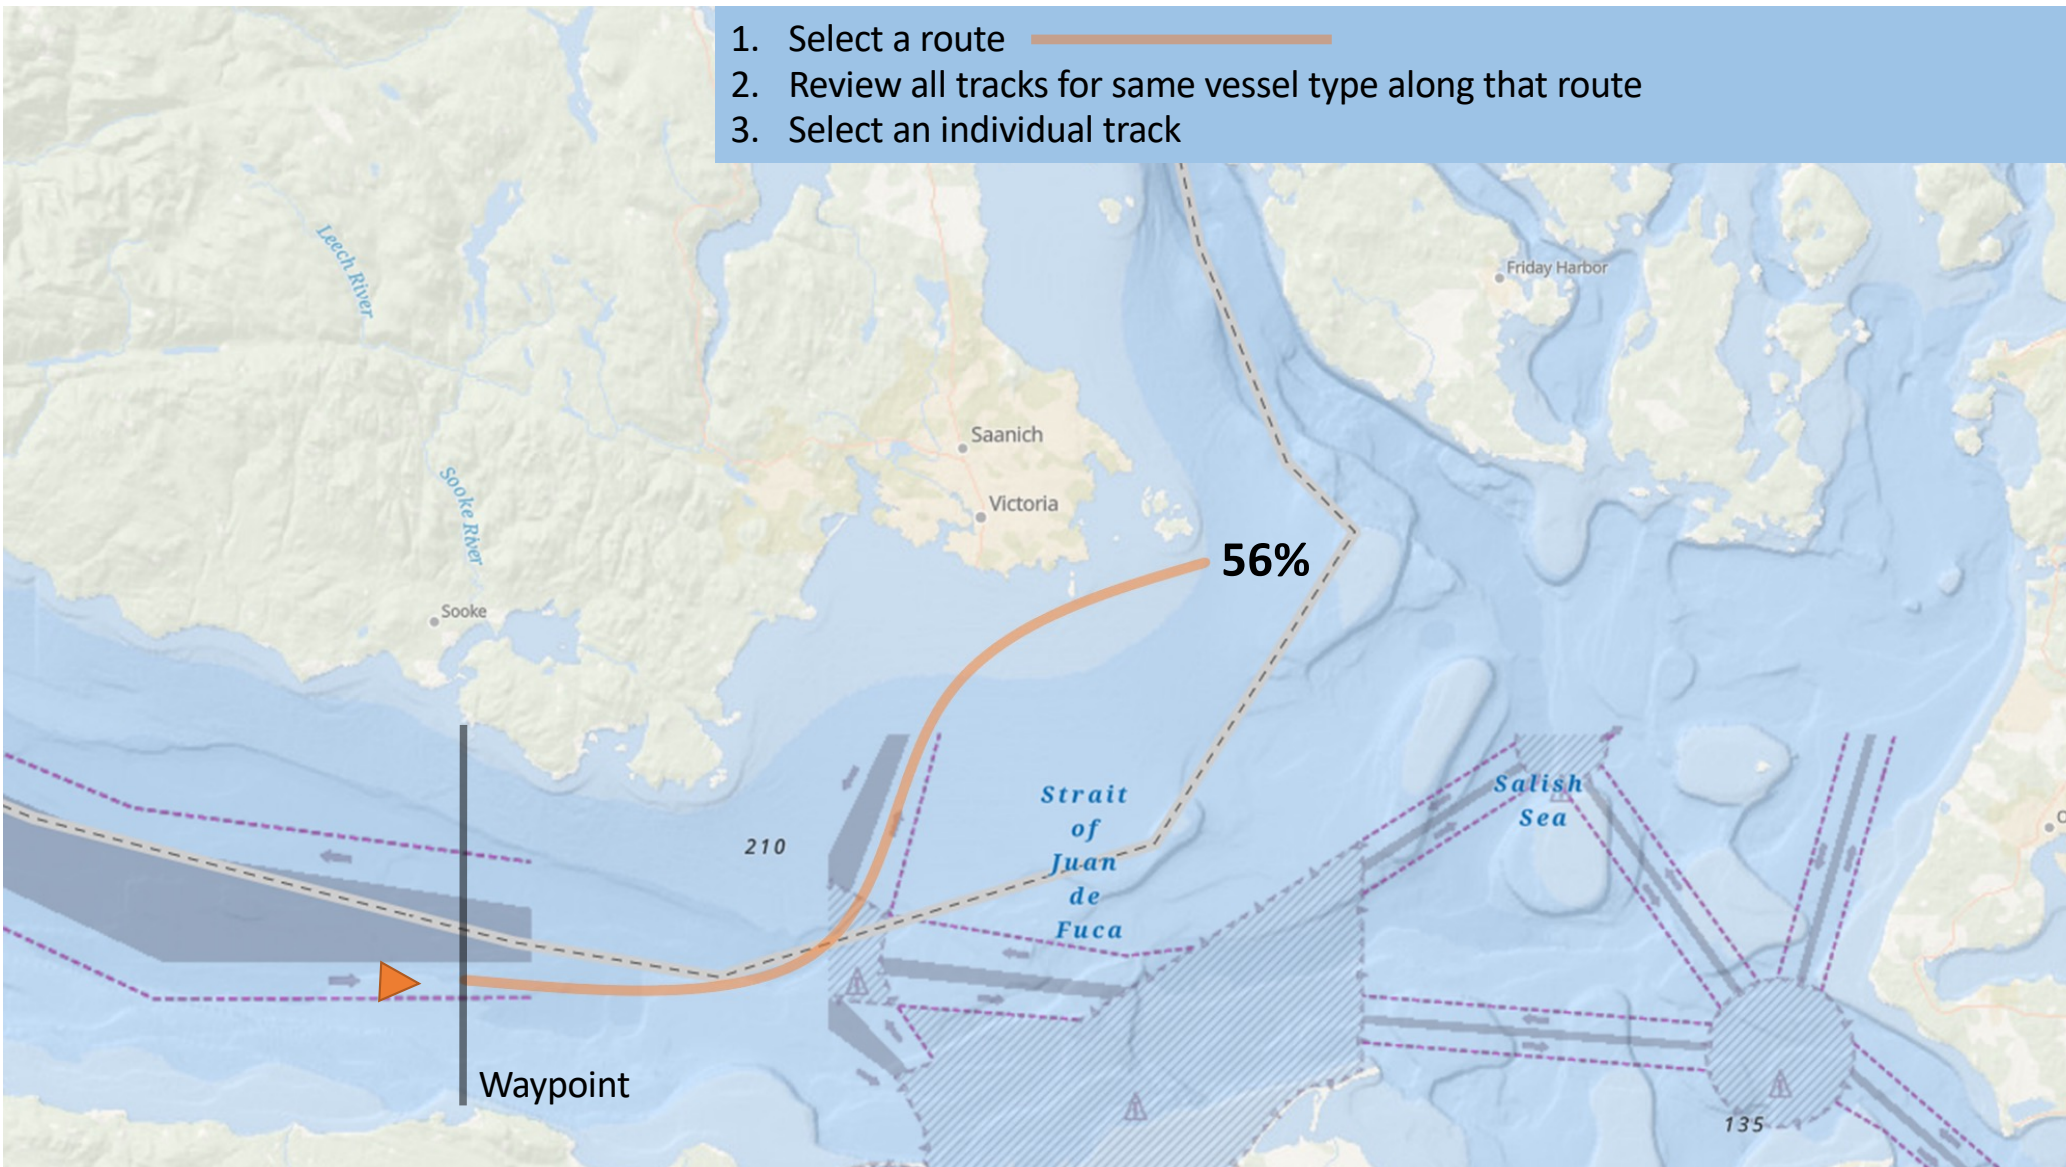 1. Select a route
2. Review all tracks for same vessel type along that route
3. Select an individual track
Leech River
Friday Harbor
Saanich
Victoria
Sooke River
56%
Sooke
Salish
Sea
Strait
of
Juan
de
Fuca
210
Waypoint
135